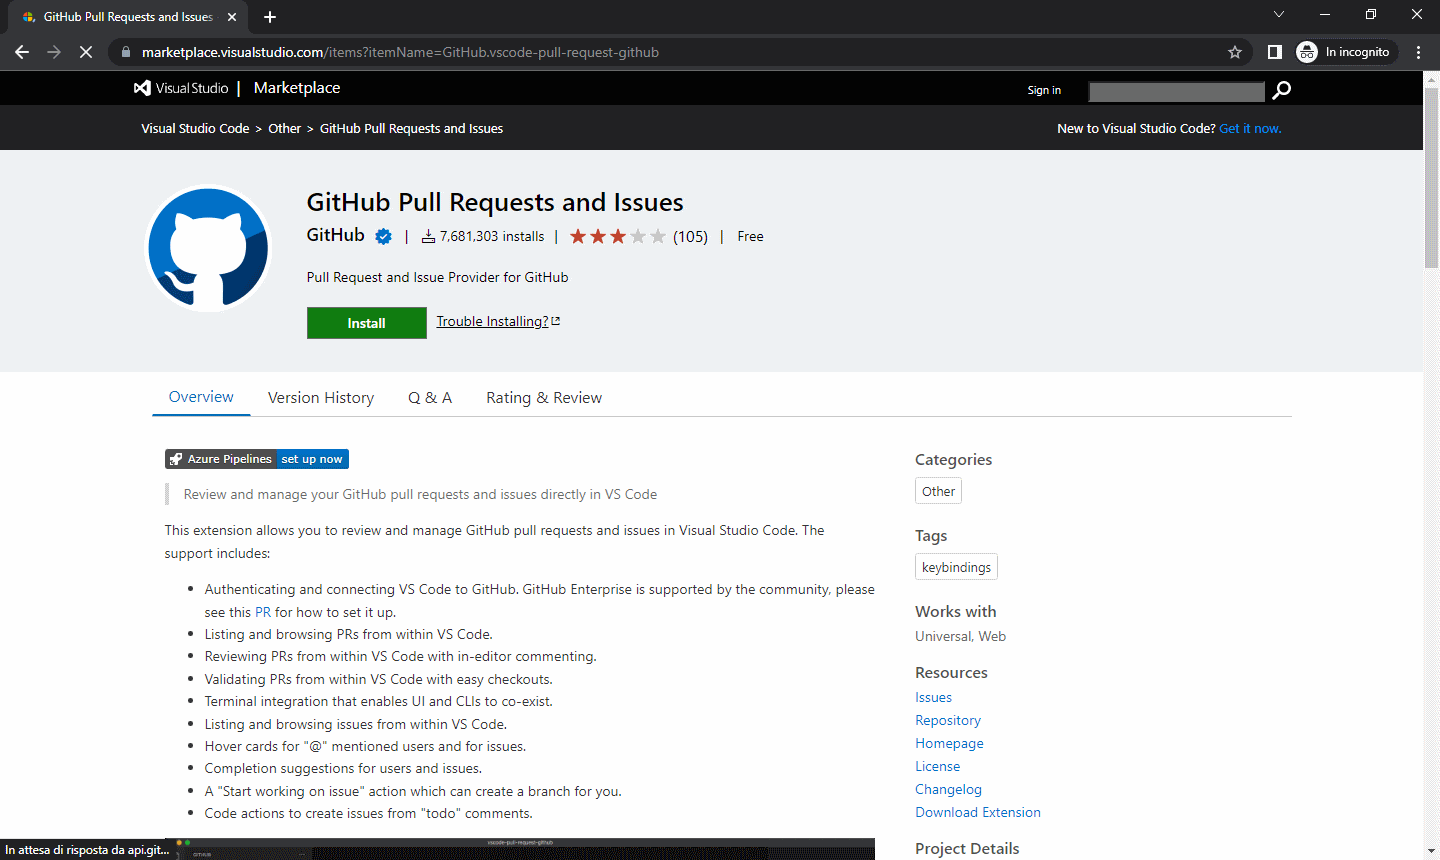 GitHub Pull Requests and Issues
marketplace.visualstudio.com/items?itemName=GitHub.vscode-pull-request-github
In incognito
Visual Studio | Marketplace
Sign in
Visual Studio Code > Other > GitHub Pull Requests and Issues
New to Visual Studio Code? Get it now.
GitHub Pull Requests and Issues
GitHub | 7,681,303 installs | (105) | Free
Pull Request and Issue Provider for GitHub
Install
Trouble Installing?
Overview
Version History
Q & A
Rating & Review
Azure Pipelines set up now
Review and manage your GitHub pull requests and issues directly in VS Code
This extension allows you to review and manage GitHub pull requests and issues in Visual Studio Code. The
support includes:
• Authenticating and connecting VS Code to GitHub. GitHub Enterprise is supported by the community, please
see this PR for how to set it up.
• Listing and browsing PRs from within VS Code.
• Reviewing PRs from within VS Code with in-editor commenting.
• Validating PRs from within VS Code with easy checkouts.
• Terminal integration that enables UI and CLIs to co-exist.
• Listing and browsing issues from within VS Code.
• Hover cards for "@" mentioned users and for issues.
• Completion suggestions for users and issues.
• A "Start working on issue" action which can create a branch for you.
• Code actions to create issues from "todo" comments.
vscode-pull-request-github
GITHUB
Categories
Other
Tags
keybindings
Works with
Universal, Web
Resources
Issues
Repository
Homepage
License
Changelog
Download Extension
Project Details
In attesa di risposta da api.git...